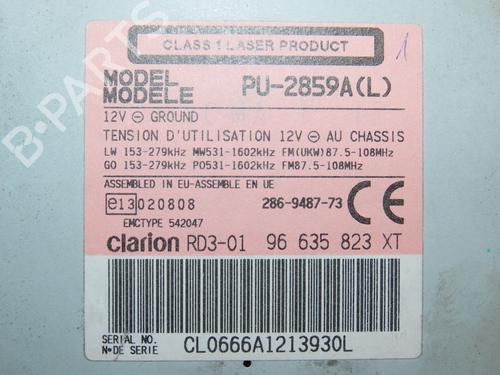 CLASS 1 LASER PRODUCT
1
MODEL
MODELE PU-2859A(L)
12V ⊖ GROUND
TENSION D'UTILISATION 12V ⊖ AU CHASSIS
LW 153-279kHz MW531-1602kHz FM(UKW)87.5-108MHz
GO 153-279kHz PO531-1602kHz FM87.5-108MHz
ASSEMBLED IN EU-ASSEMBLE EN UE
e13 020808 286-9487-73 CE
EMCTYPE 542047
clarion RD3-01 96 635 823 XT
SERIAL NO.
N° DE SERIE CL0666A1213930L
B-PARTS